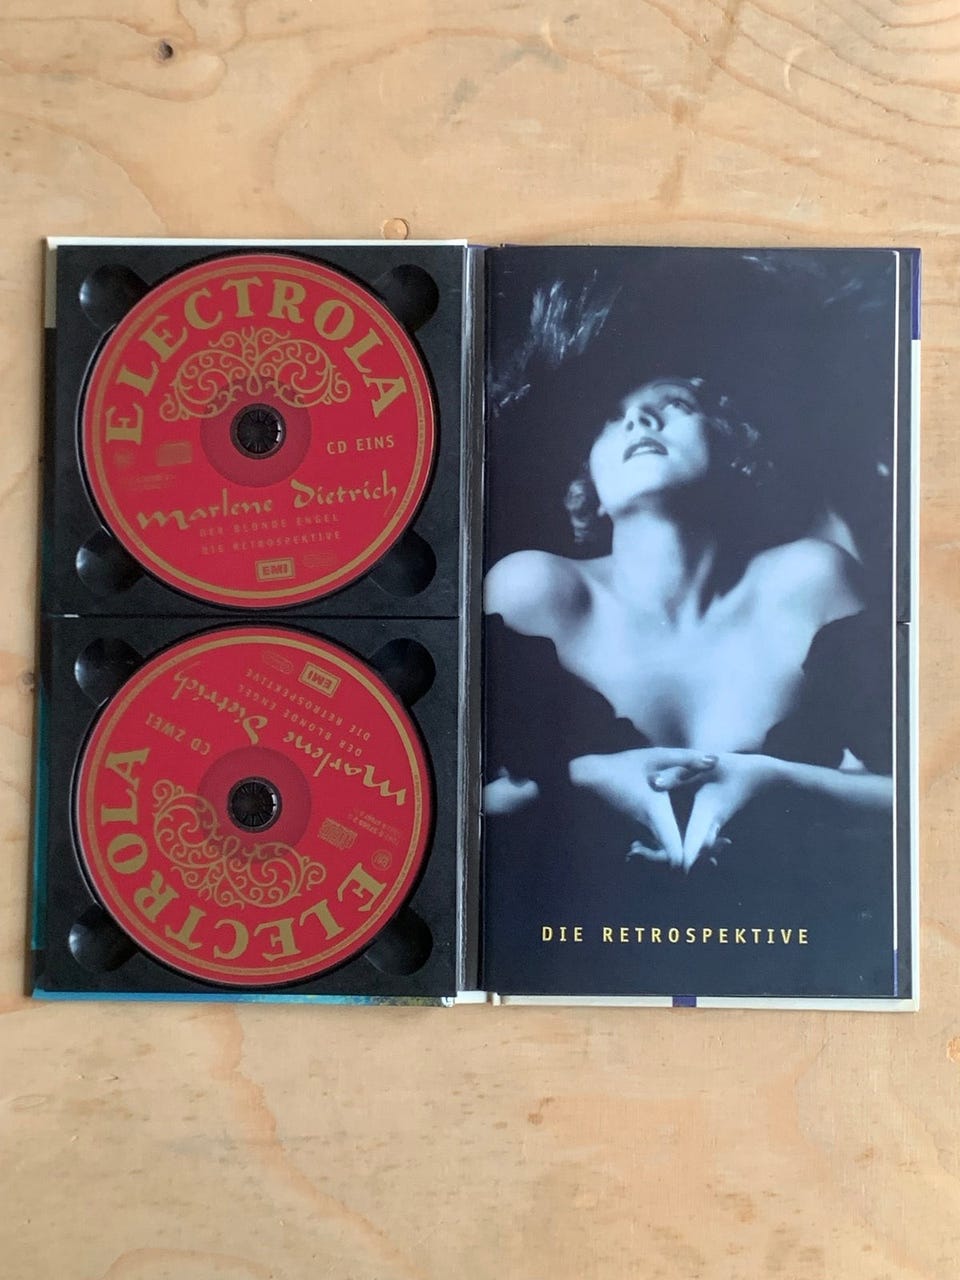 ELECTROLA
CD EINS
Marlene Dietrich
DER BLONDE ENGEL
DIE RETROSPEKTIVE
EMI
ELECTROLA
CD ZWEI
Marlene Dietrich
DER BLONDE ENGEL
DIE RETROSPEKTIVE
EMI
DIE RETROSPEKTIVE